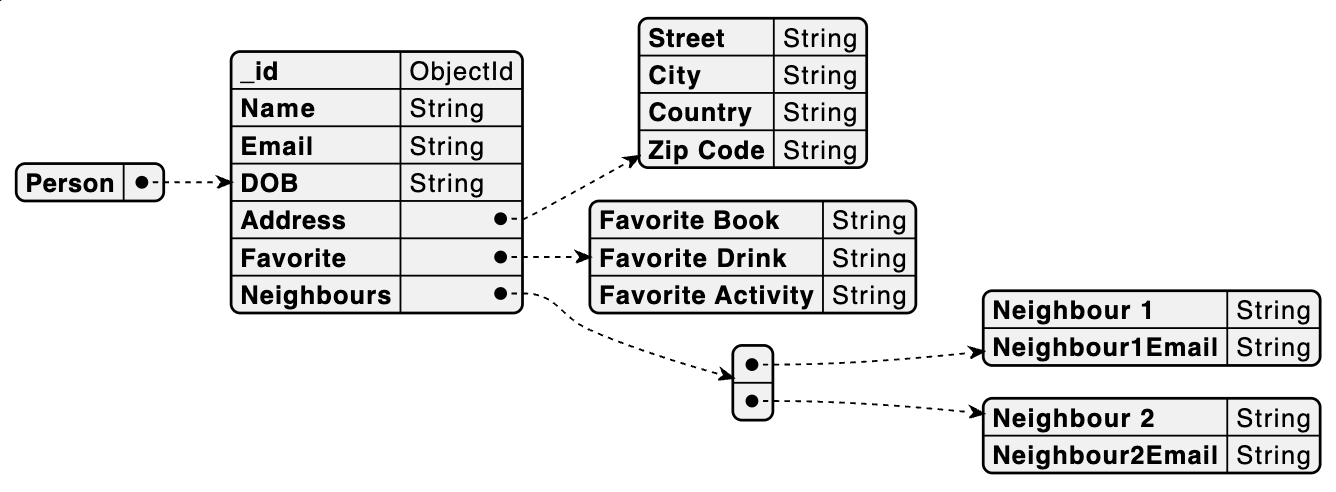 Person
_id ObjectId
Name String
Email String
DOB String
Address
Favorite
Neighbours
Street String
City String
Country String
Zip Code String
Favorite Book String
Favorite Drink String
Favorite Activity String
Neighbour 1 String
Neighbour1Email String
Neighbour 2 String
Neighbour2Email String